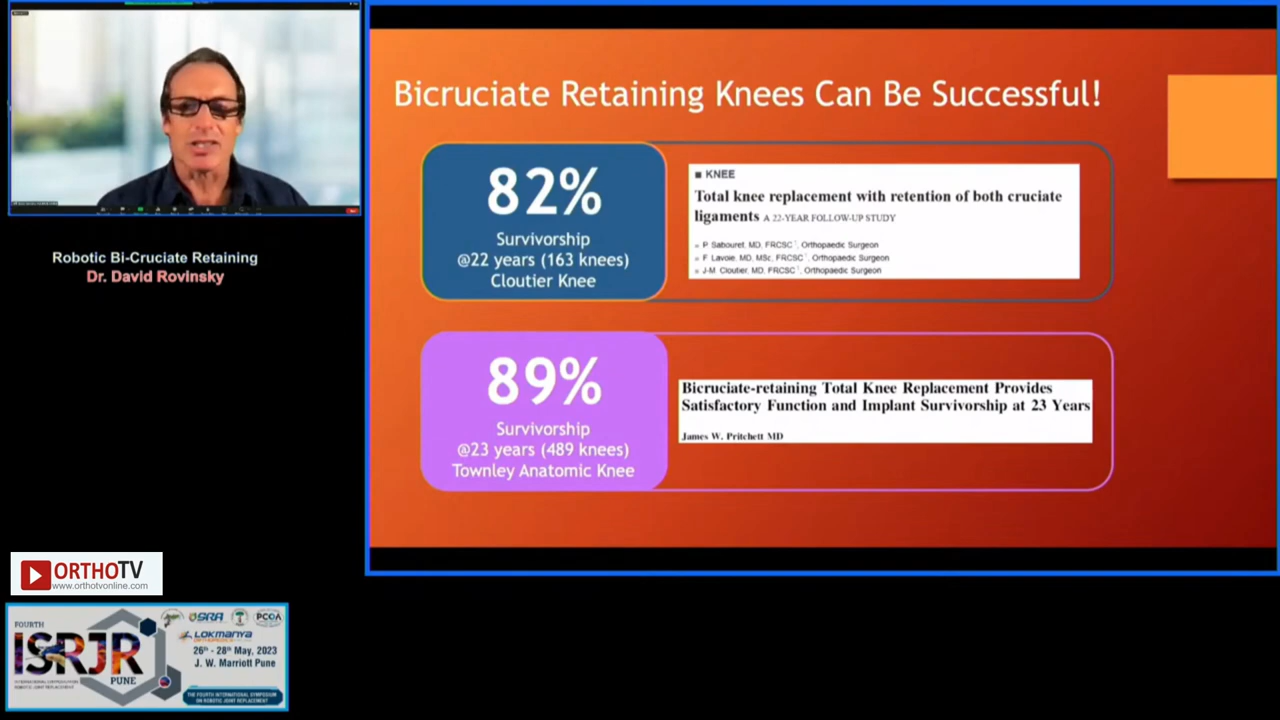 Bicruciate Retaining Knees Can Be Successful!
82%
Survivorship
@22 years (163 knees)
Cloutier Knee
■ KNEE
Total knee replacement with retention of both cruciate
ligaments A 22-YEAR FOLLOW-UP STUDY
P. Sabouret, MD, FRCSC ¹, Orthopaedic Surgeon
F. Lavoie, MD, MSc, FRCSC ¹, Orthopaedic Surgeon
J-M. Cloutier, MD, FRCSC ¹, Orthopaedic Surgeon
89%
Survivorship
@23 years (489 knees)
Townley Anatomic Knee
Bicruciate-retaining Total Knee Replacement Provides
Satisfactory Function and Implant Survivorship at 23 Years
James W. Pritchett MD
Robotic Bi-Cruciate Retaining
Dr. David Rovinsky
ORTHOTV
www.orthotvonline.com
FOURTH
ISRJR
PUNE
SRA
PCOA
LOKMANYA
26th - 28th May, 2023
J. W. Marriott Pune
THE FOURTH INTERNATIONAL SYMPOSIUM
ON ROBOTIC JOINT REPLACEMENT